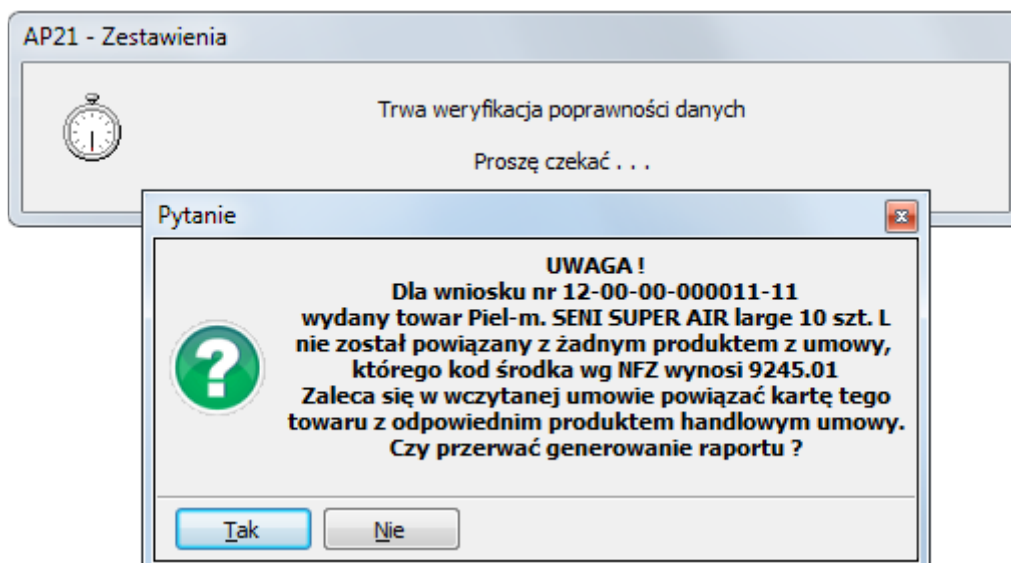 AP21 - Zestawienia
Trwa weryfikacja poprawności danych
Proszę czekać . . .
Pytanie
UWAGA !
Dla wniosku nr 12-00-00-000011-11
wydany towar Piel-m. SENI SUPER AIR large 10 szt. L
nie został powiązany z żadnym produktem z umowy,
którego kod środka wg NFZ wynosi 9245.01
Zaleca się w wczytanej umowie powiązać kartę tego
towaru z odpowiednim produktem handlowym umowy.
Czy przerwać generowanie raportu ?
Tak
Nie